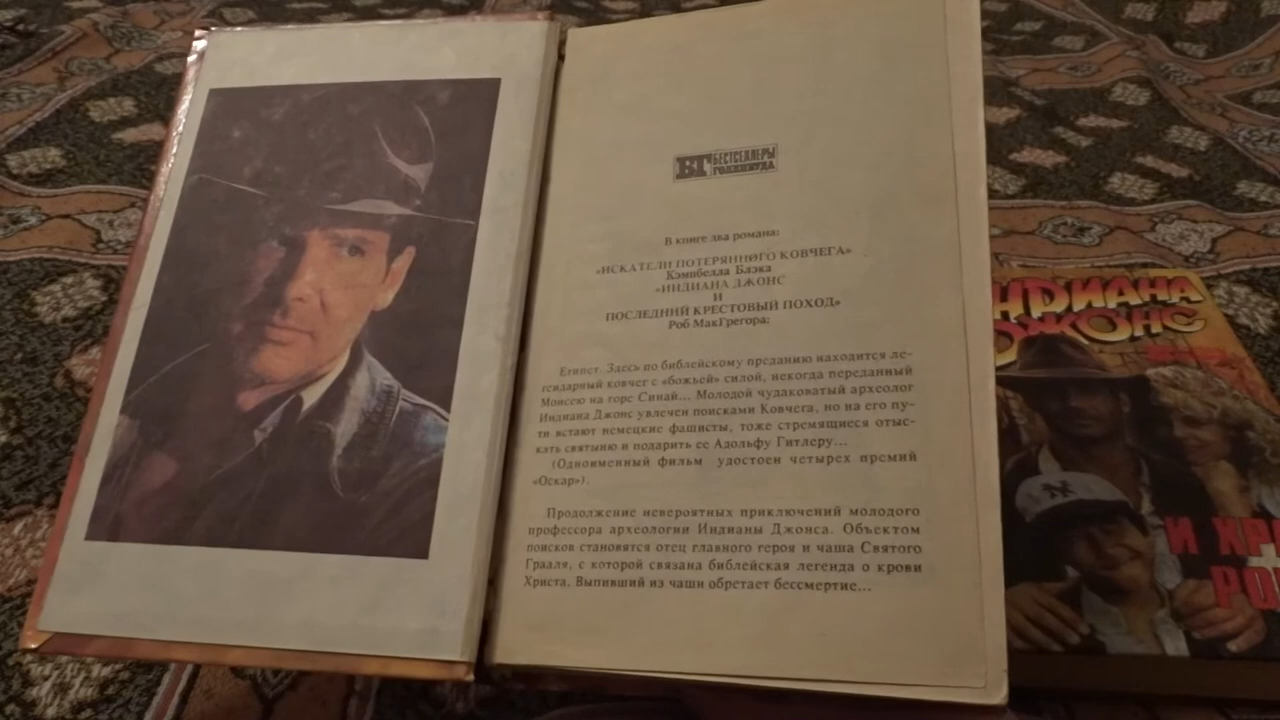 БГ БЕСТСЕЛЛЕРЫ
ГОЛЛИВУДА
В книге два романа:
«ИСКАТЕЛИ ПОТЕРЯННОГО КОВЧЕГА»
Кэмпбелла Блэка
«ИНДИАНА ДЖОНС
И
ПОСЛЕДНИЙ КРЕСТОВЫЙ ПОХОД»
Роб МакГрегора:
Египет. Здесь по библейскому преданию находится ле-
гендарный ковчег с «божьей» силой, некогда переданный
Моисею на горе Синай... Молодой чудаковатый археолог
Индиана Джонс увлечен поисками Ковчега, но на его пу-
ти встают немецкие фашисты, тоже стремящиеся отыс-
кать святыню и подарить ее Адольфу Гитлеру...
(Одноименный фильм удостоен четырех премий
«Оскар»).
Продолжение невероятных приключений молодого
профессора археологии Индианы Джонса. Объектом
поисков становятся отец главного героя и чаша Святого
Грааля, с которой связана библейская легенда о крови
Христа. Выпивший из чаши обретает бессмертие...
НДИАНА
ДЖОНС
И ХР
РО